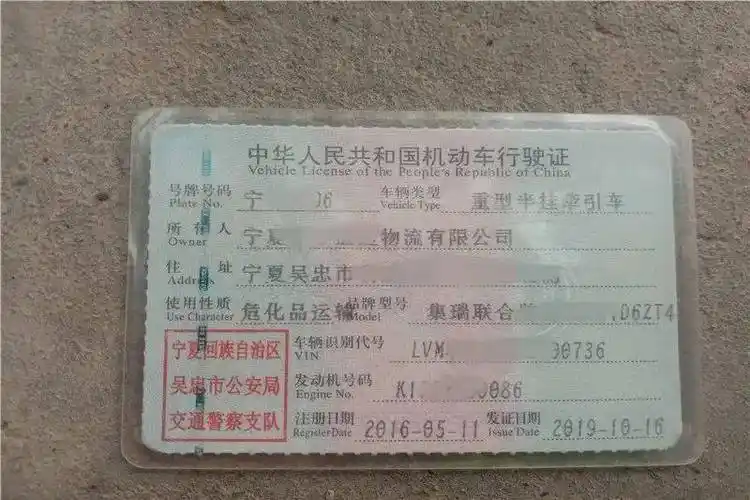 中华人民共和国机动车行驶证
Vehicle License of the People's Republic of China
号牌号码 宁 06 车辆类型 重型半挂牵引车
Plate No. Vehicle Type
所有人 宁夏 物流有限公司
Owner
住址 宁夏吴忠市
Address
使用性质 危化品运输 品牌型号 集瑞联合 D6ZT4
Use Character Model
宁夏回族自治区 车辆识别代号 LVM 00736
VIN
吴忠市公安局 发动机号码 K1 0086
Engine No.
交通警察支队 注册日期 2016-05-11 发证日期 2019-10-16
Register Date Issue Date